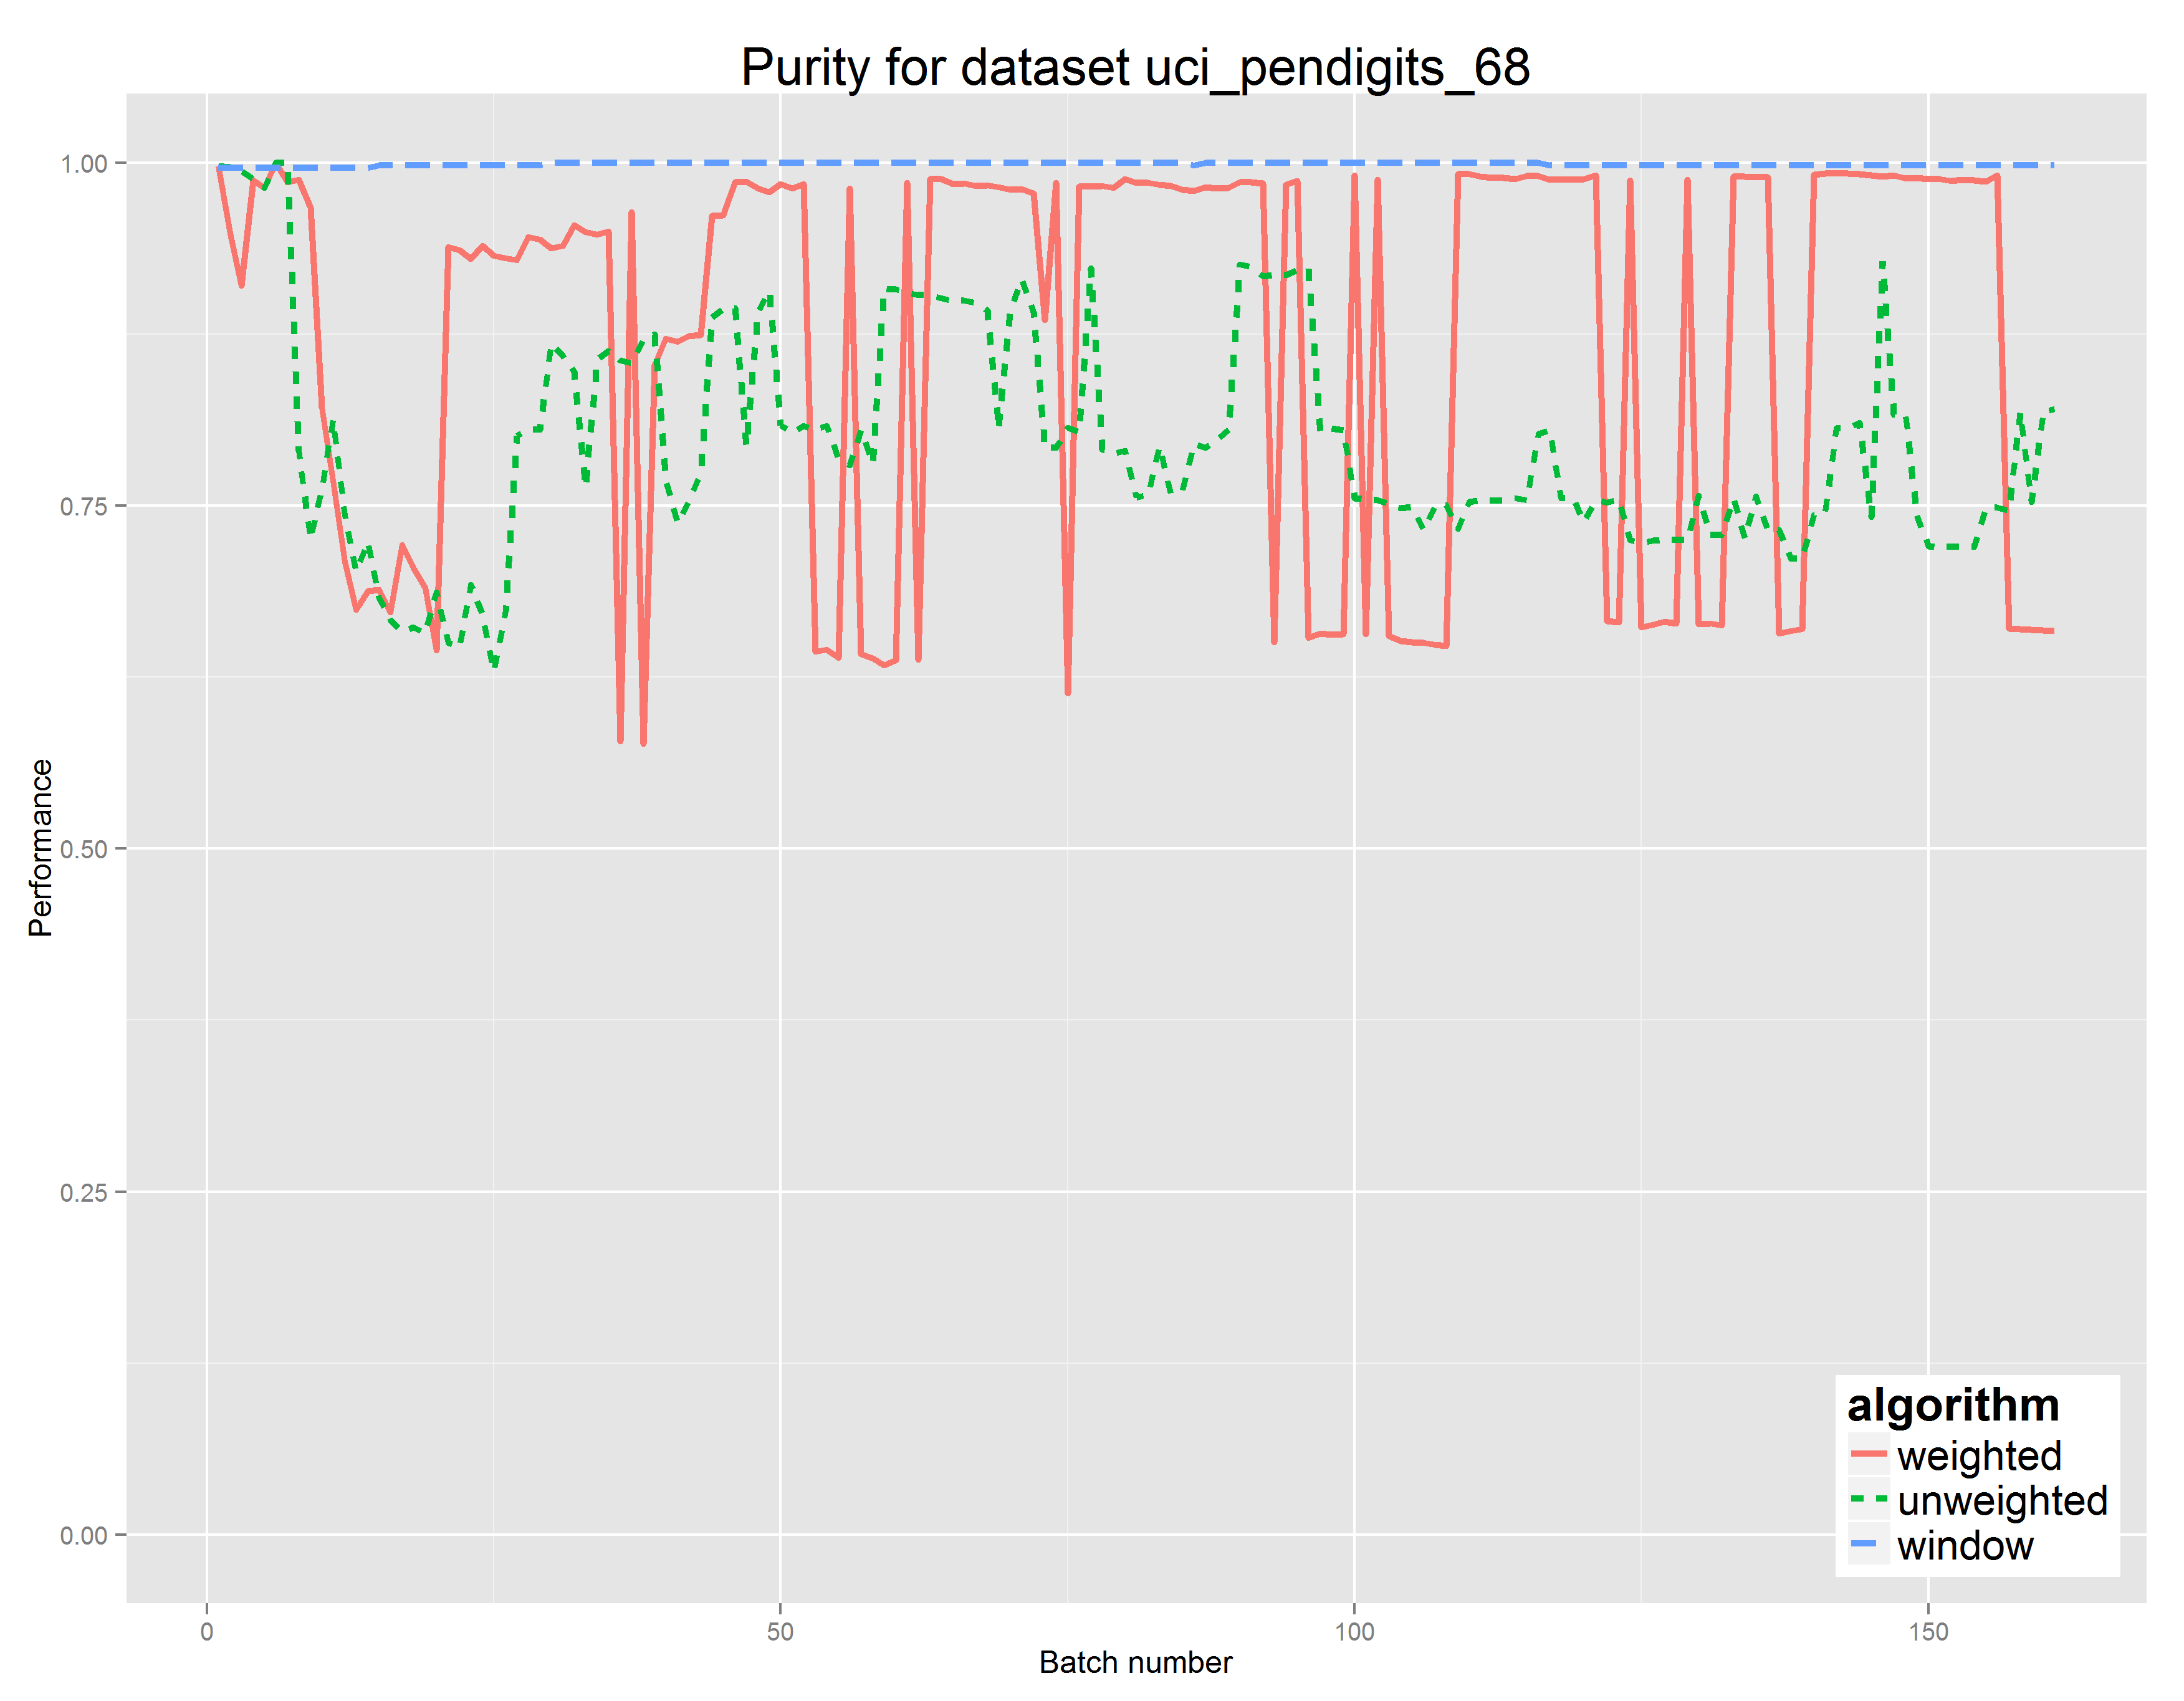 Purity for dataset uci_pendigits_68
1.00
0.75
0.50
0.25
0.00
Performance
0
50
100
150
Batch number
algorithm
weighted
unweighted
window